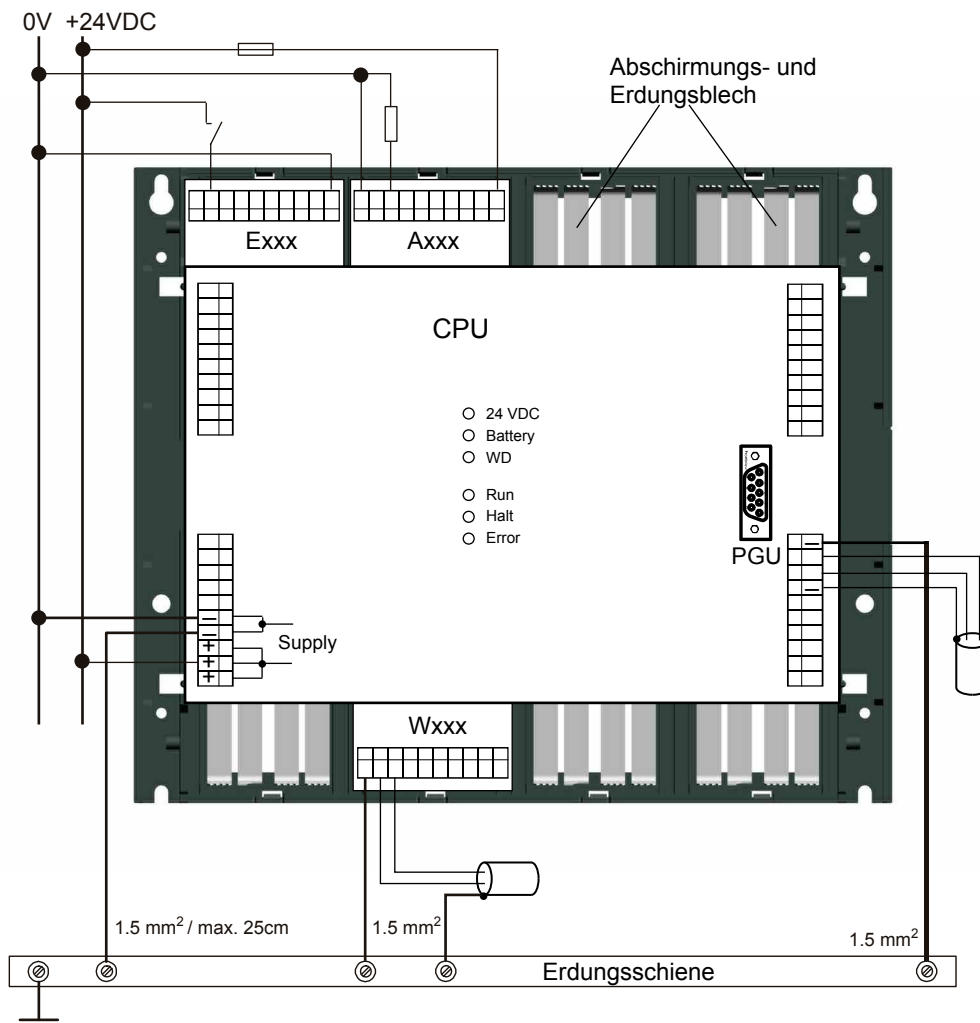 0V +24VDC
Abschirmungs- und
Erdungsblech
Exxx
Axxx
CPU
24 VDC
Battery
WD
Run
Halt
Error
PGU
–
–
–
–
+
+
+
Supply
Wxxx
1.5 mm² / max. 25cm
1.5 mm²
1.5 mm²
Erdungsschiene